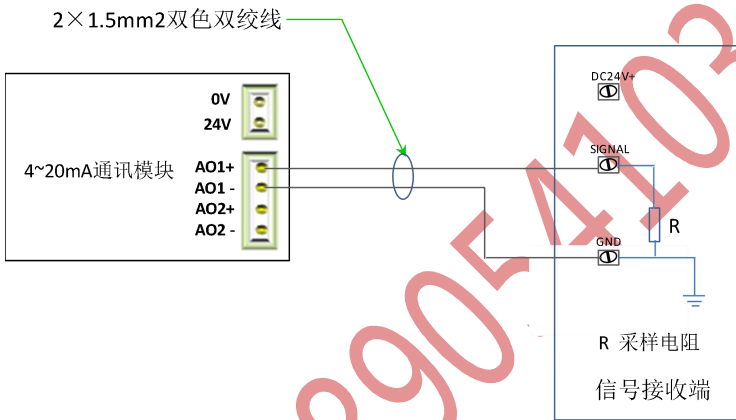 2×1.5mm2双色双绞线
DC24V+
0V
24V
4~20mA通讯模块
AO1+
AO1 -
AO2+
AO2 -
SIGNAL
R
GND
R 采样电阻
信号接收端
89054103